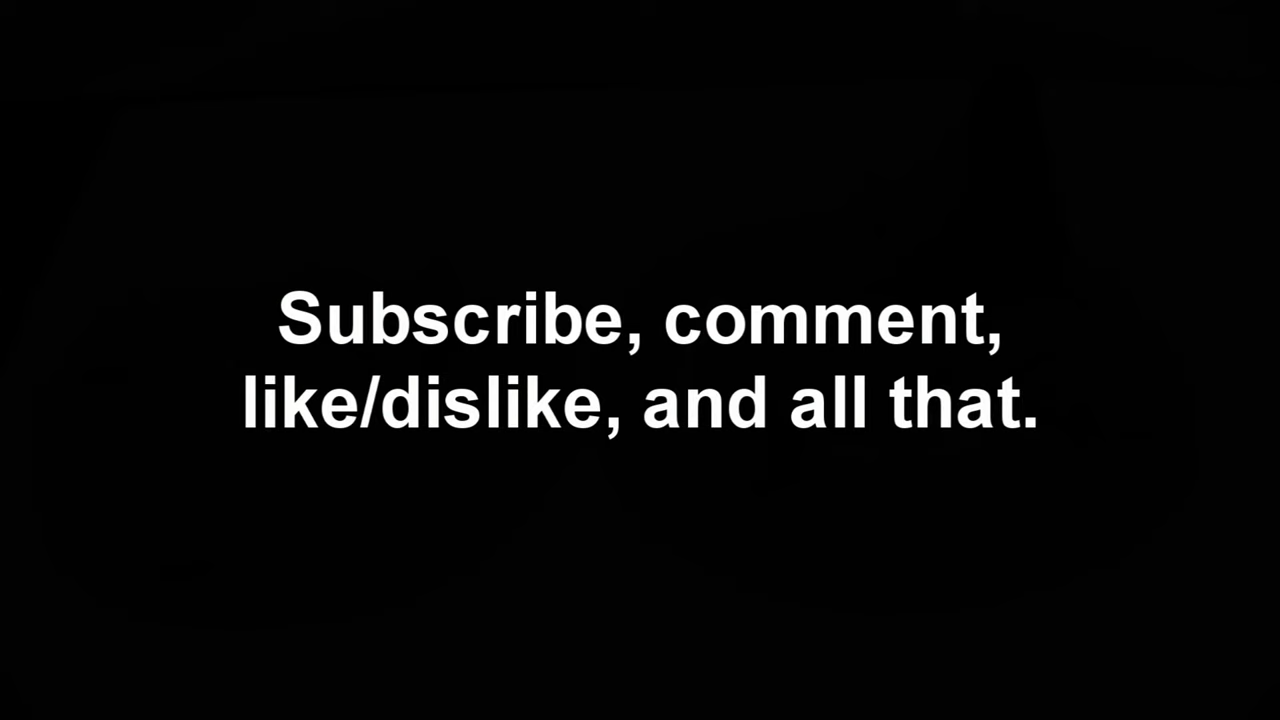 Subscribe, comment,
like/dislike, and all that.